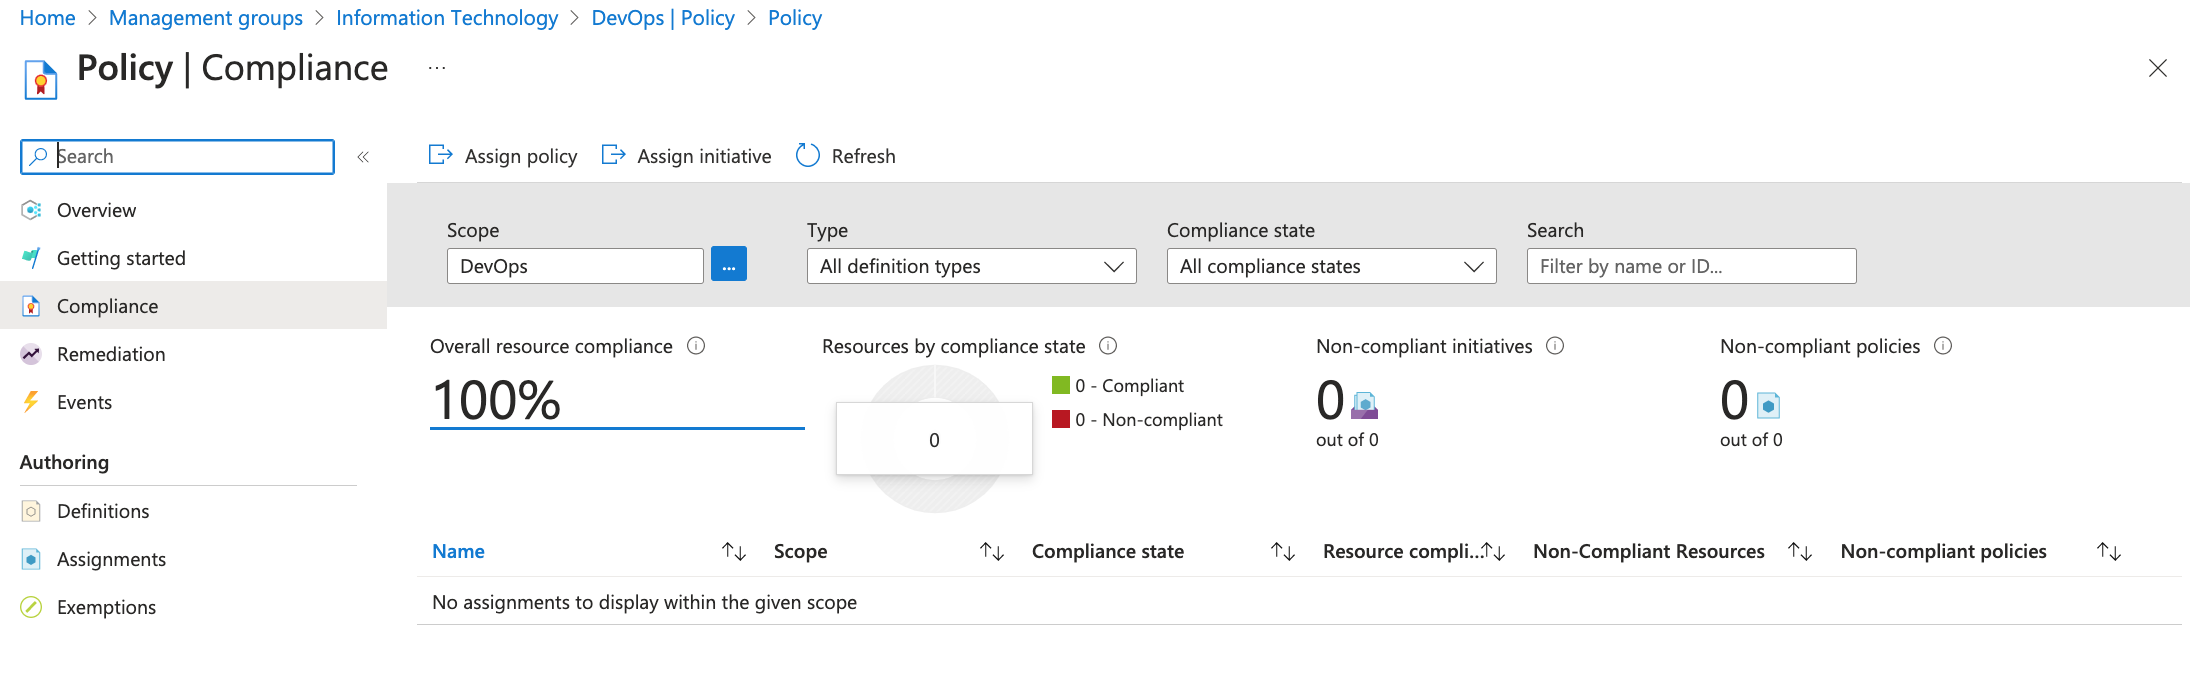 Home > Management groups > Information Technology > DevOps | Policy > Policy
Policy | Compliance ...
Search «
Overview
Getting started
Compliance
Remediation
Events
Authoring
Definitions
Assignments
Exemptions
Assign policy Assign initiative Refresh
Scope Type Compliance state Search
DevOps ... All definition types All compliance states Filter by name or ID...
Overall resource compliance Resources by compliance state Non-compliant initiatives Non-compliant policies
100%
0
0 - Compliant
0 - Non-compliant
0
out of 0
0
out of 0
Name Scope Compliance state Resource compli... Non-Compliant Resources Non-compliant policies
No assignments to display within the given scope